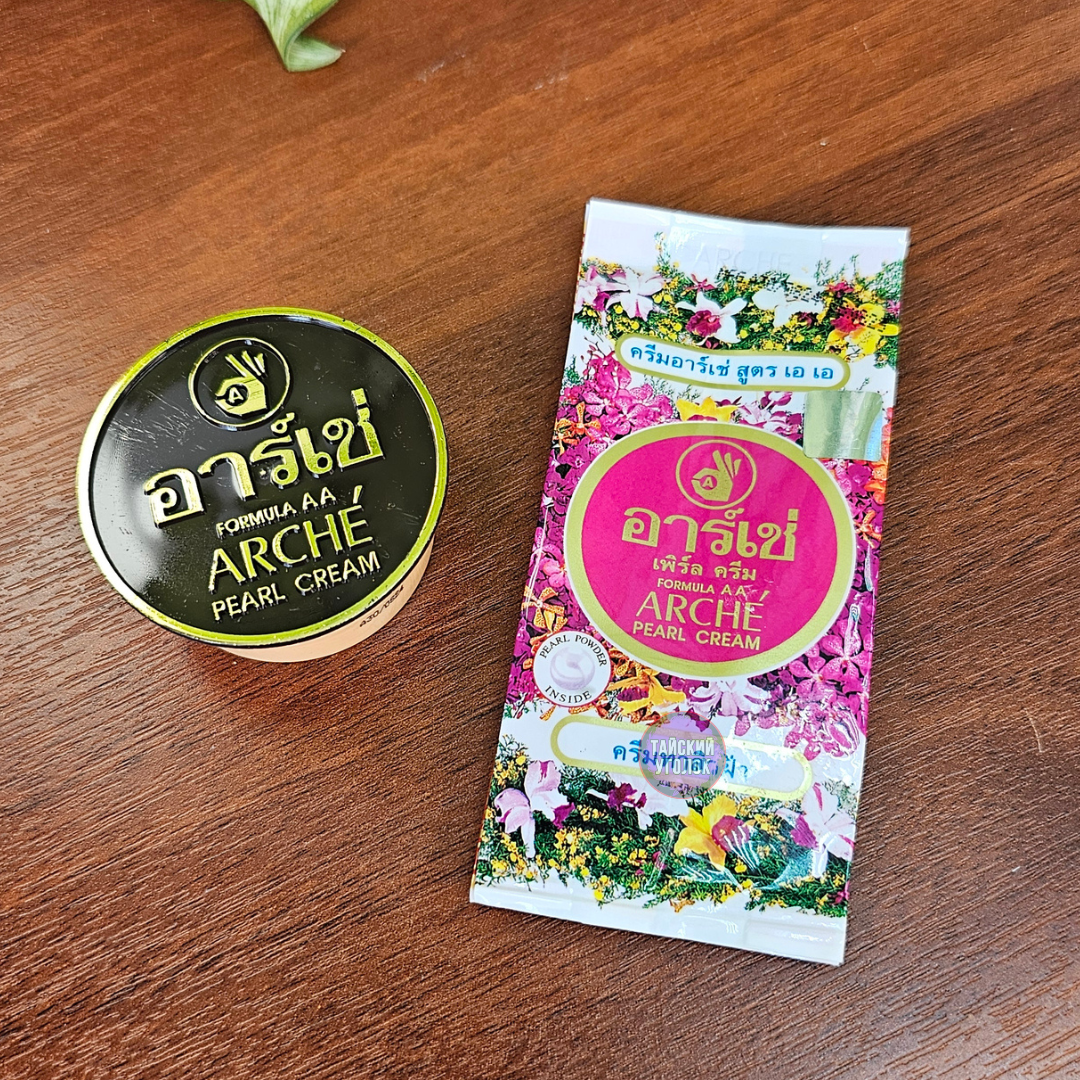 A
อาร์เช่
FORMULA A A
ARCHÉ
PEARL CREAM
ARCHÉ
ครีมอาร์เช่ สูตร เอ เอ
A
อาร์เช่
เพิร์ล ครีม
FORMULA A A
ARCHÉ
PEARL CREAM
PEARL POWDER
INSIDE
ТАЙСКИЙ
УГОЛОК